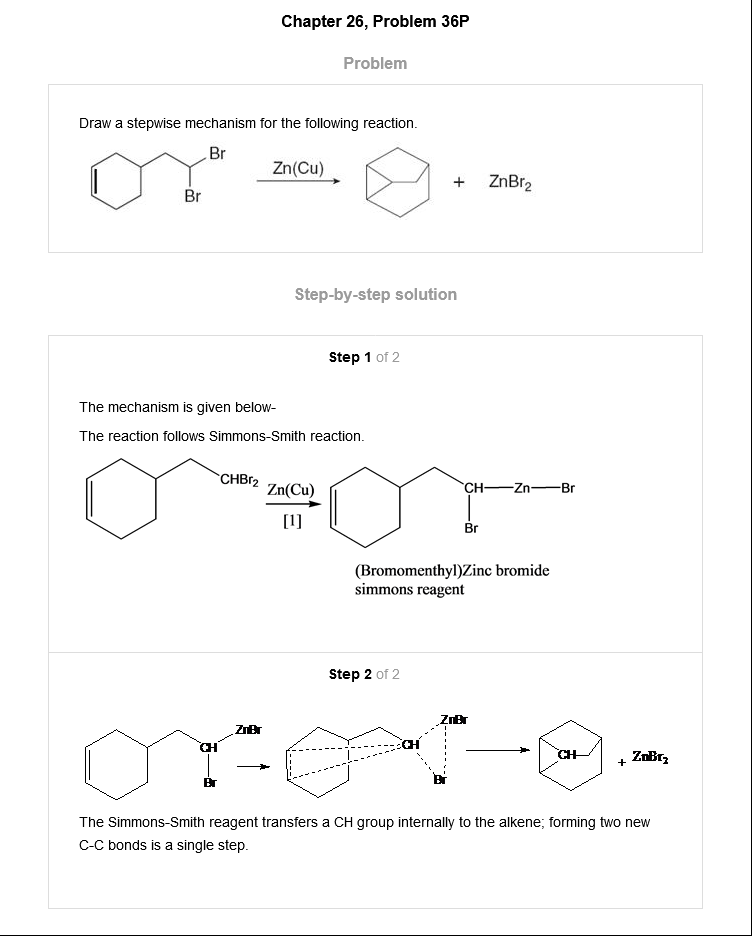 Chapter 26, Problem 36P
Problem
Draw a stepwise mechanism for the following reaction.
Br
Br
Zn(Cu)
+ ZnBr2
Step-by-step solution
Step 1 of 2
The mechanism is given below-
The reaction follows Simmons-Smith reaction.
CHBr2
Zn(Cu)
[1]
CH—Zn—Br
Br
(Bromomenthyl)Zinc bromide
simmons reagent
Step 2 of 2
ZnBr
CH
Br
ZnBr
CH
Br
CH
+ ZnBr2
The Simmons-Smith reagent transfers a CH group internally to the alkene; forming two new
C-C bonds is a single step.